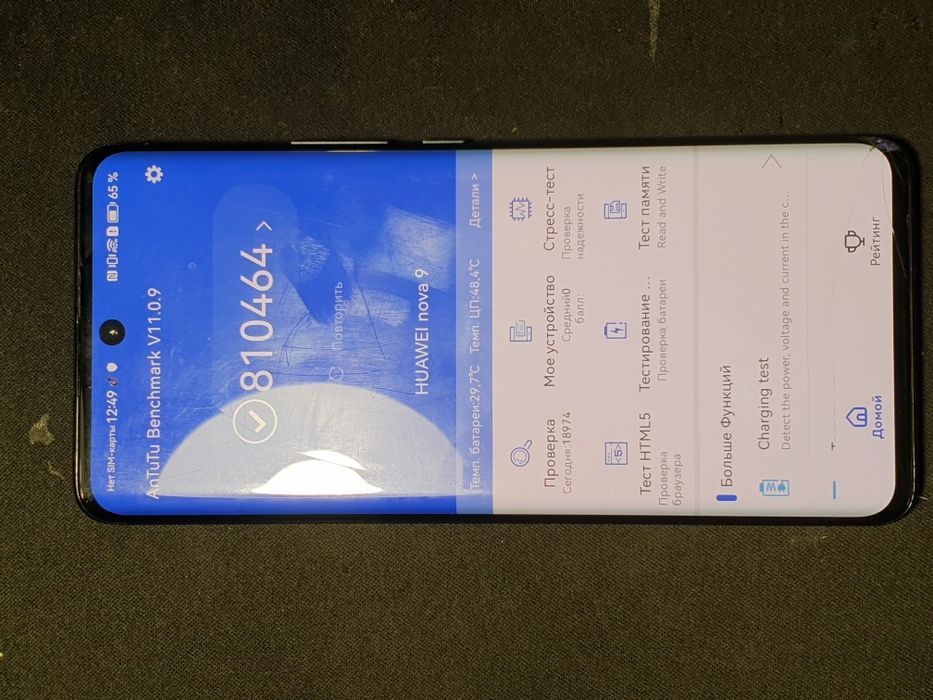 Нет SIM-карты 12:49 65 %
AnTuTu Benchmark V11.0.9
810464 >
Повторить
HUAWEI nova 9
Темп. батареи:29,7℃ Темп. ЦП:48,4℃ Детали >
Проверка
Сегодня:18974
Мое устройство
Средний0
балл:
Стресс-тест
Проверка
надежности
Тест HTML5
Проверка
браузера
Тестирование ...
Проверка батареи
Тест памяти
Read and Write
Больше Функций
Charging test
Detect the power, voltage and current in the c...
Домой
Рейтинг